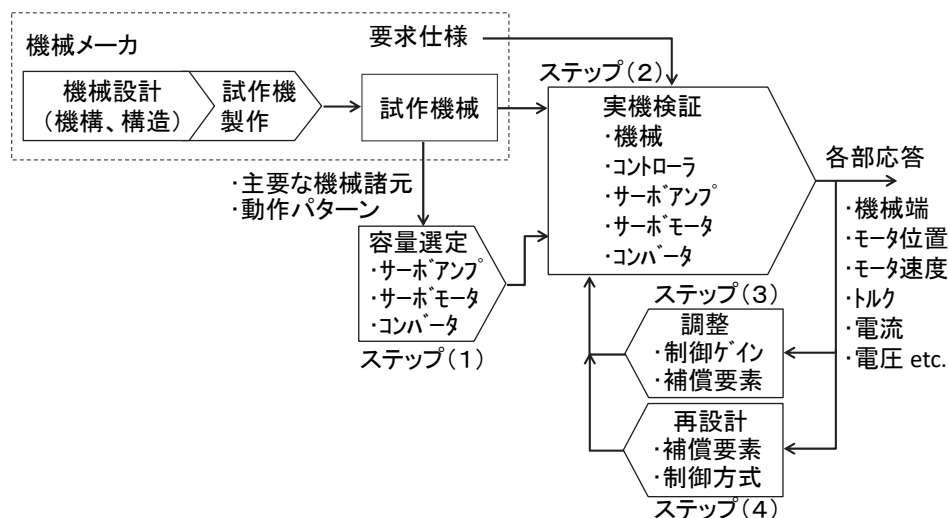 機械メーカ
要求仕様
機械設計
(機構、構造)
試作機
製作
試作機械
・主要な機械諸元
・動作パターン
容量選定
・サーボアンプ
・サーボモータ
・コンバータ
ステップ(1)
ステップ(2)
実機検証
・機械
・コントローラ
・サーボアンプ
・サーボモータ
・コンバータ
各部応答
・機械端
・モータ位置
・モータ速度
・トルク
・電流
・電圧 etc.
ステップ(3)
調整
・制御ゲイン
・補償要素
再設計
・補償要素
・制御方式
ステップ(4)